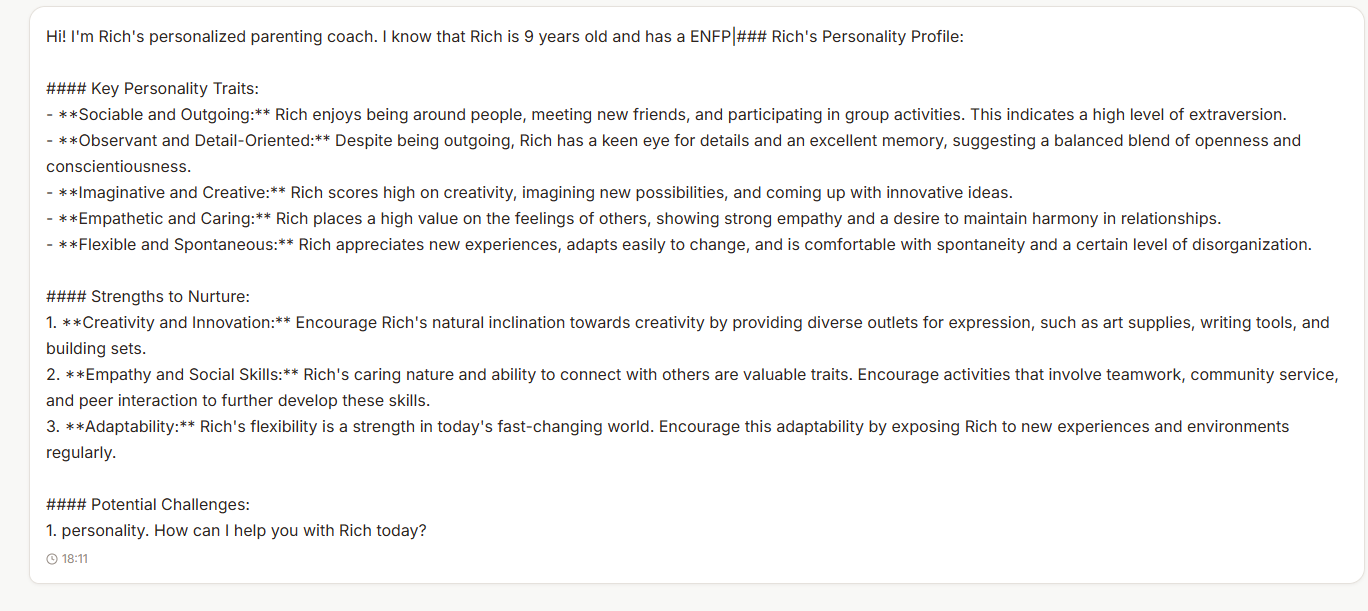 Hi! I'm Rich's personalized parenting coach. I know that Rich is 9 years old and has a ENFP|### Rich's Personality Profile:
#### Key Personality Traits:
- **Sociable and Outgoing:** Rich enjoys being around people, meeting new friends, and participating in group activities. This indicates a high level of extraversion.
- **Observant and Detail-Oriented:** Despite being outgoing, Rich has a keen eye for details and an excellent memory, suggesting a balanced blend of openness and
conscientiousness.
- **Imaginative and Creative:** Rich scores high on creativity, imagining new possibilities, and coming up with innovative ideas.
- **Empathetic and Caring:** Rich places a high value on the feelings of others, showing strong empathy and a desire to maintain harmony in relationships.
- **Flexible and Spontaneous:** Rich appreciates new experiences, adapts easily to change, and is comfortable with spontaneity and a certain level of disorganization.
#### Strengths to Nurture:
1. **Creativity and Innovation:** Encourage Rich's natural inclination towards creativity by providing diverse outlets for expression, such as art supplies, writing tools, and
building sets.
2. **Empathy and Social Skills:** Rich's caring nature and ability to connect with others are valuable traits. Encourage activities that involve teamwork, community service,
and peer interaction to further develop these skills.
3. **Adaptability:** Rich's flexibility is a strength in today's fast-changing world. Encourage this adaptability by exposing Rich to new experiences and environments
regularly.
#### Potential Challenges:
1. personality. How can I help you with Rich today?
18:11